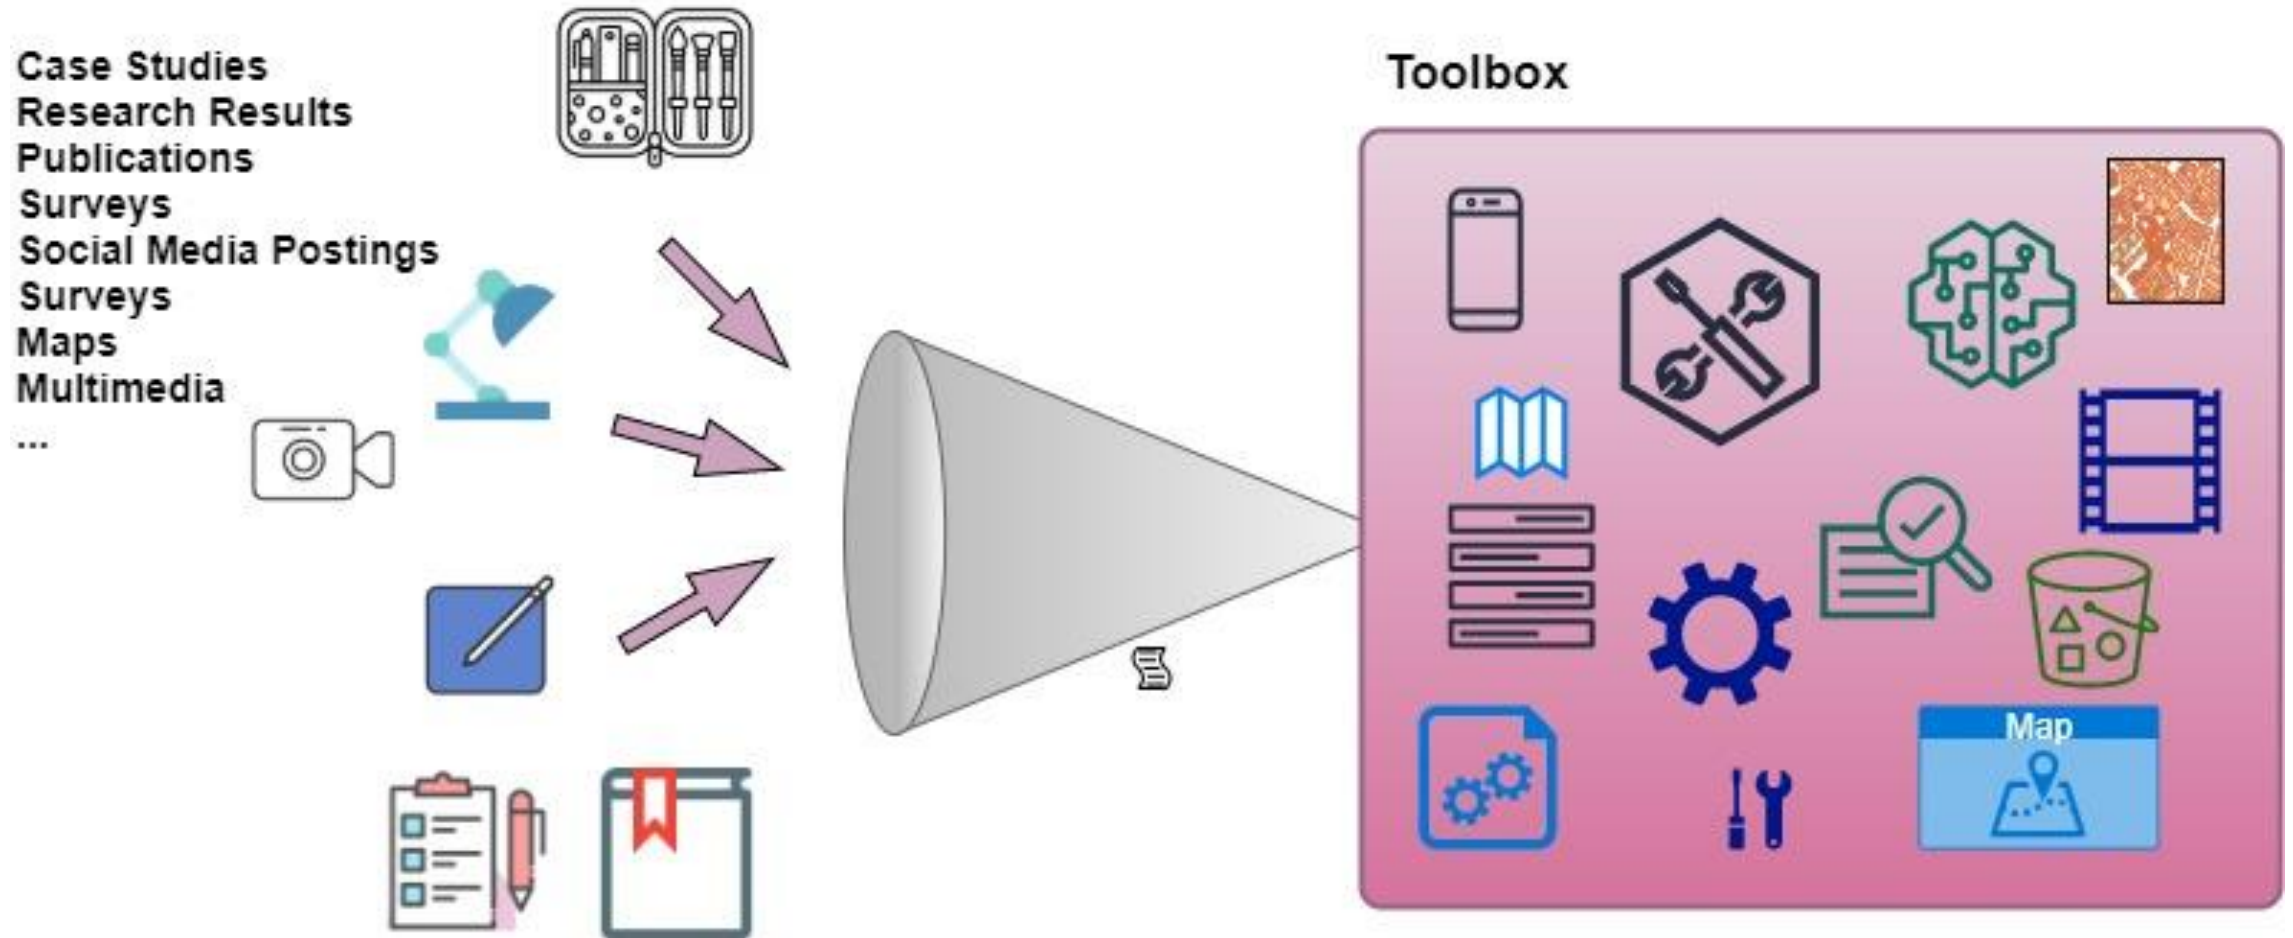 Case Studies
Research Results
Publications
Surveys
Social Media Postings
Surveys
Maps
Multimedia
...
Toolbox
Map